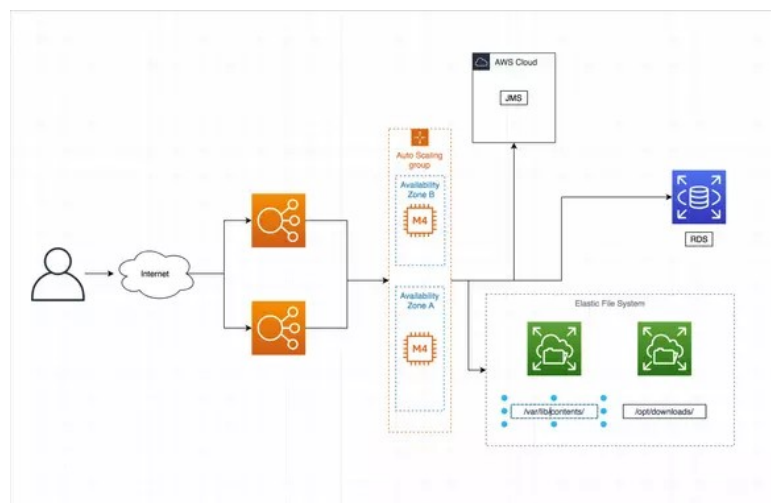 AWS Cloud
JMS
Auto Scaling
group
Availability
Zone B
M4
Internet
RDS
Availability
Zone A
M4
Elastic File System
/var/lib/contents/
/opt/downloads/